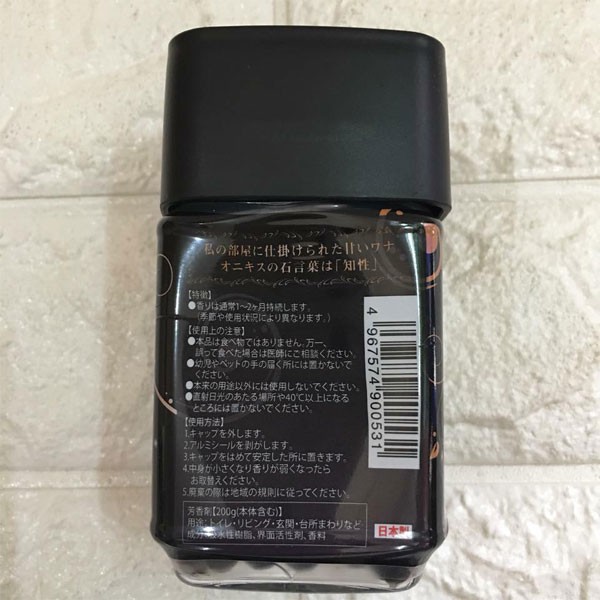 私の部屋に仕掛けられた甘いワナ
オニキスの石言葉は「知性」
【特徴】
●香りは通常1～2ヶ月持続します。
(季節や使用状況により異なります。)
【使用上の注意】
●本品は食べ物ではありません。万一、
誤って食べた場合は医師にご相談ください。
●幼児やペットの手の届く所には置かないで
ください。
●本来の用途以外には使用しないでください。
●直射日光のあたる場所や40℃以上になる
ところには置かないでください。
【使用方法】
1.キャップを外します。
2.アルミシールを剥がします。
3.キャップをはめて安定した所に置きます。
4.中身が小さくなり香りが弱くなったら
お取替えください。
5.廃棄の際は地域の規則に従ってください。
芳香剤【200g(本体含む)】
用途:トイレ・リビング・玄関・台所まわりなど
成分:吸水性樹脂、界面活性剤、香料
日本製
4967574900531